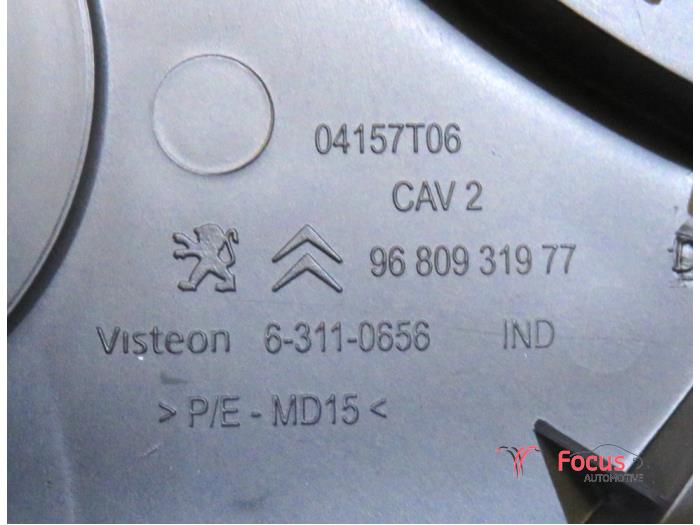 04157T06
CAV 2
96 809 319 77
Visteon 6-311-0656 IND
> P/E - MD15 <
Focus
AUTOMOTIVE